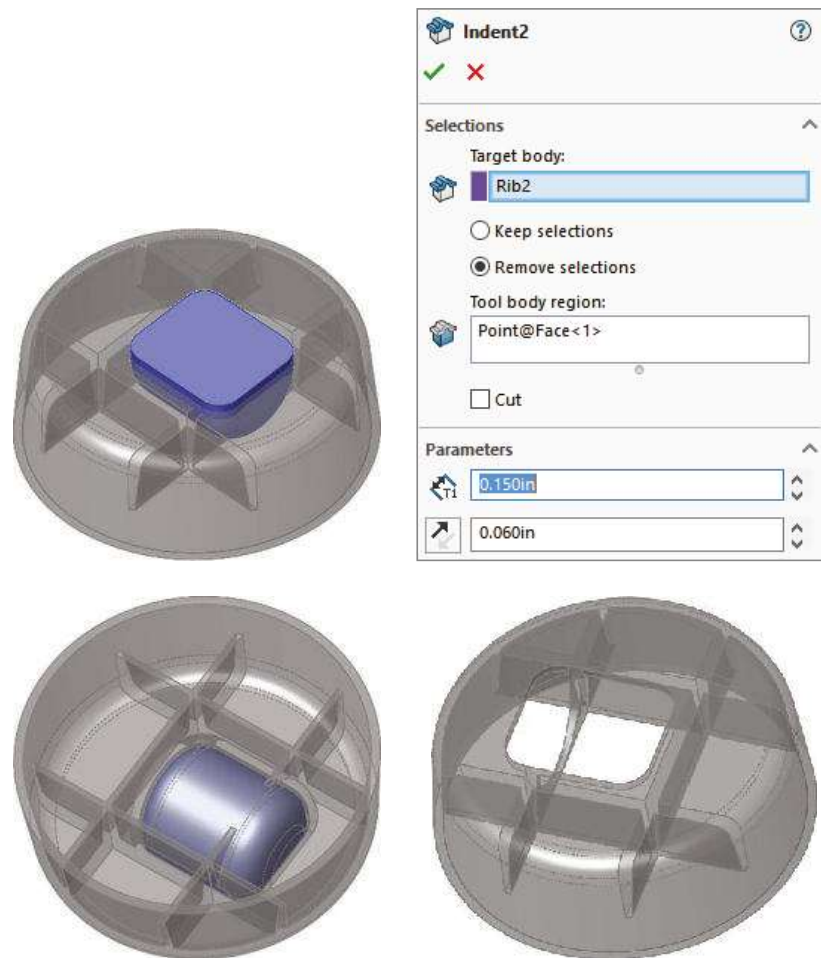 Indent2
Selections
Target body:
Rib2
Keep selections
Remove selections
Tool body region:
Point@Face<1>
Cut
Parameters
T1
0.150in
0.060in